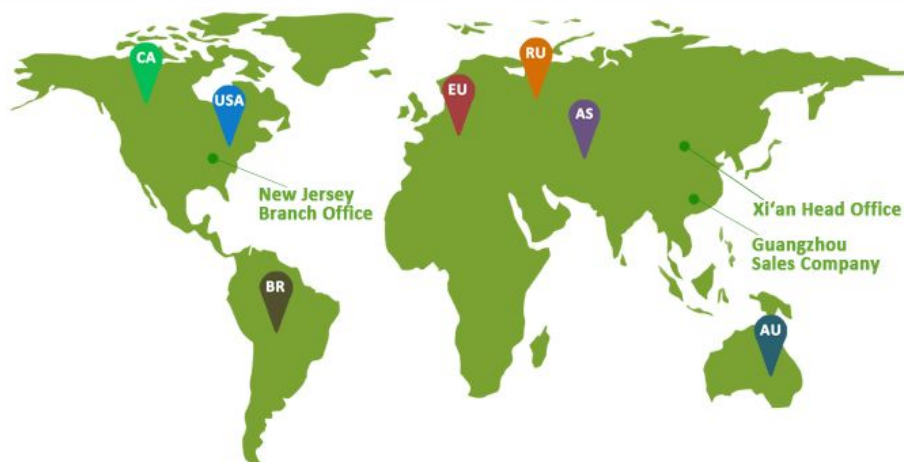 CA
USA
EU
RU
AS
New Jersey
Branch Office
Xi‘an Head Office
Guangzhou
Sales Company
BR
AU